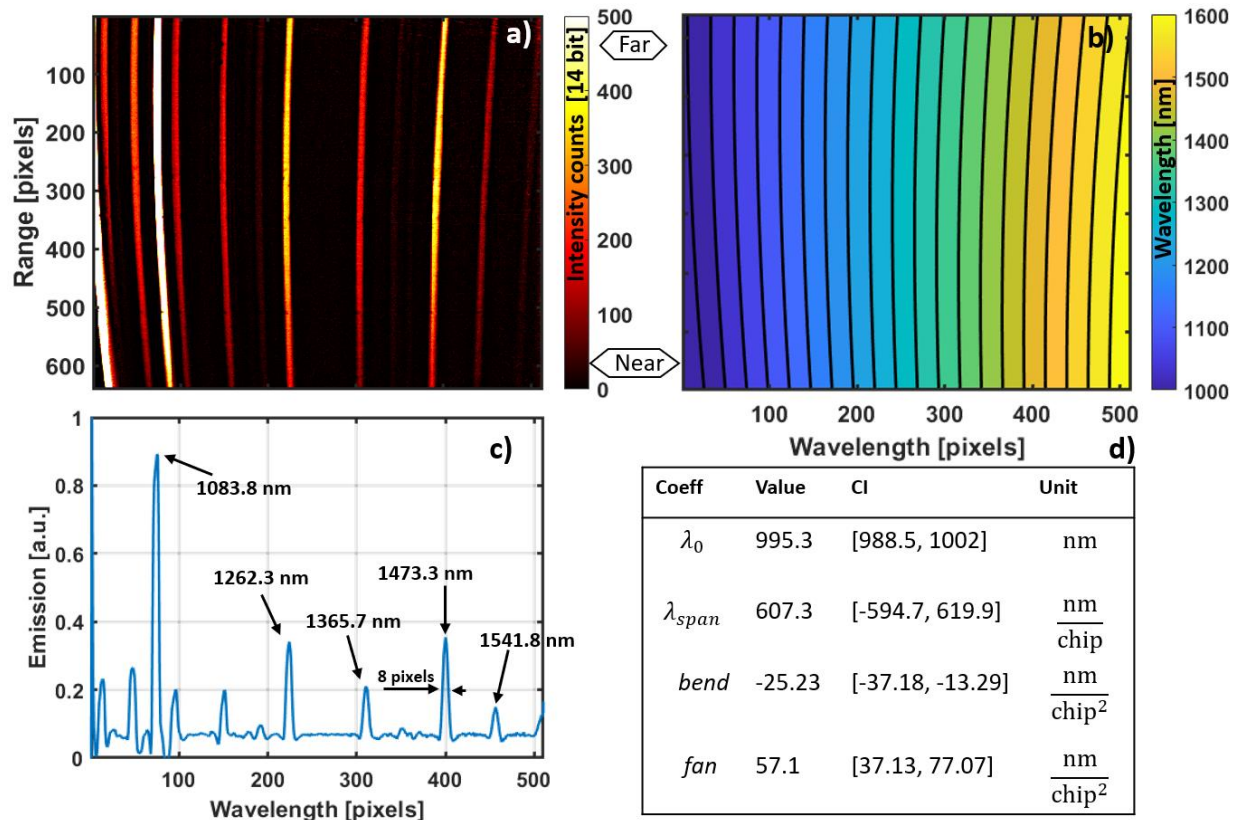 a)
Range [pixels]
100
200
300
400
500
600
500
400
300
200
100
0
Intensity counts [14 bit]
Far
Near
b)
100 200 300 400 500
Wavelength [pixels]
1600
1500
1400
1300
1200
1100
1000
Wavelength [nm]
c)
Emission [a.u.]
1
0.8
0.6
0.4
0.2
0
1083.8 nm
1262.3 nm
1365.7 nm
1473.3 nm
1541.8 nm
8 pixels
100 200 300 400 500
Wavelength [pixels]
d)
Coeff Value CI Unit
λ0 995.3 [988.5, 1002] nm
λspan 607.3 [-594.7, 619.9] nm/chip
bend -25.23 [-37.18, -13.29] nm/chip²
fan 57.1 [37.13, 77.07] nm/chip²